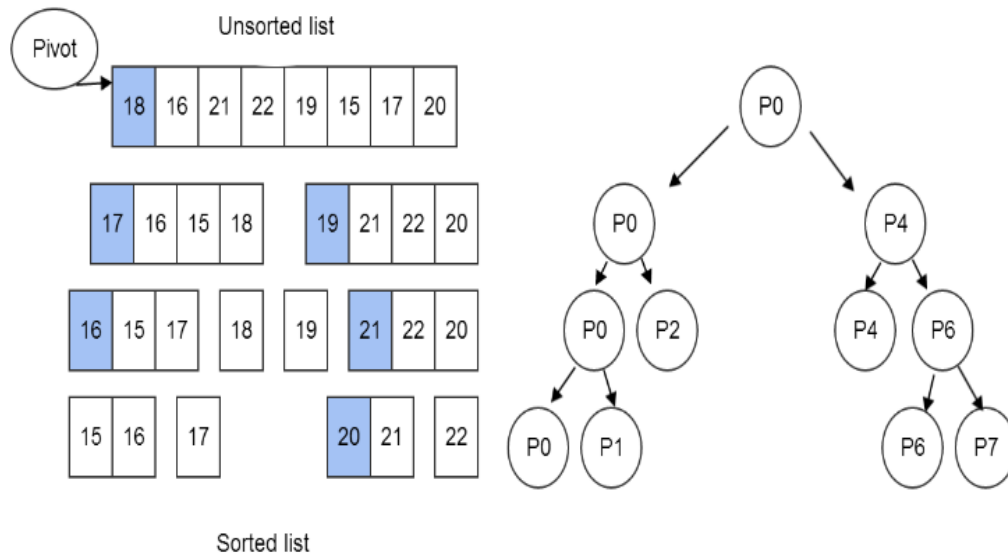 Unsorted list
Pivot
18 16 21 22 19 15 17 20
P0
17 16 15 18 19 21 22 20
P0 P4
16 15 17 18 19 21 22 20
P0 P2 P4 P6
15 16 17 20 21 22
P0 P1 P6 P7
Sorted list